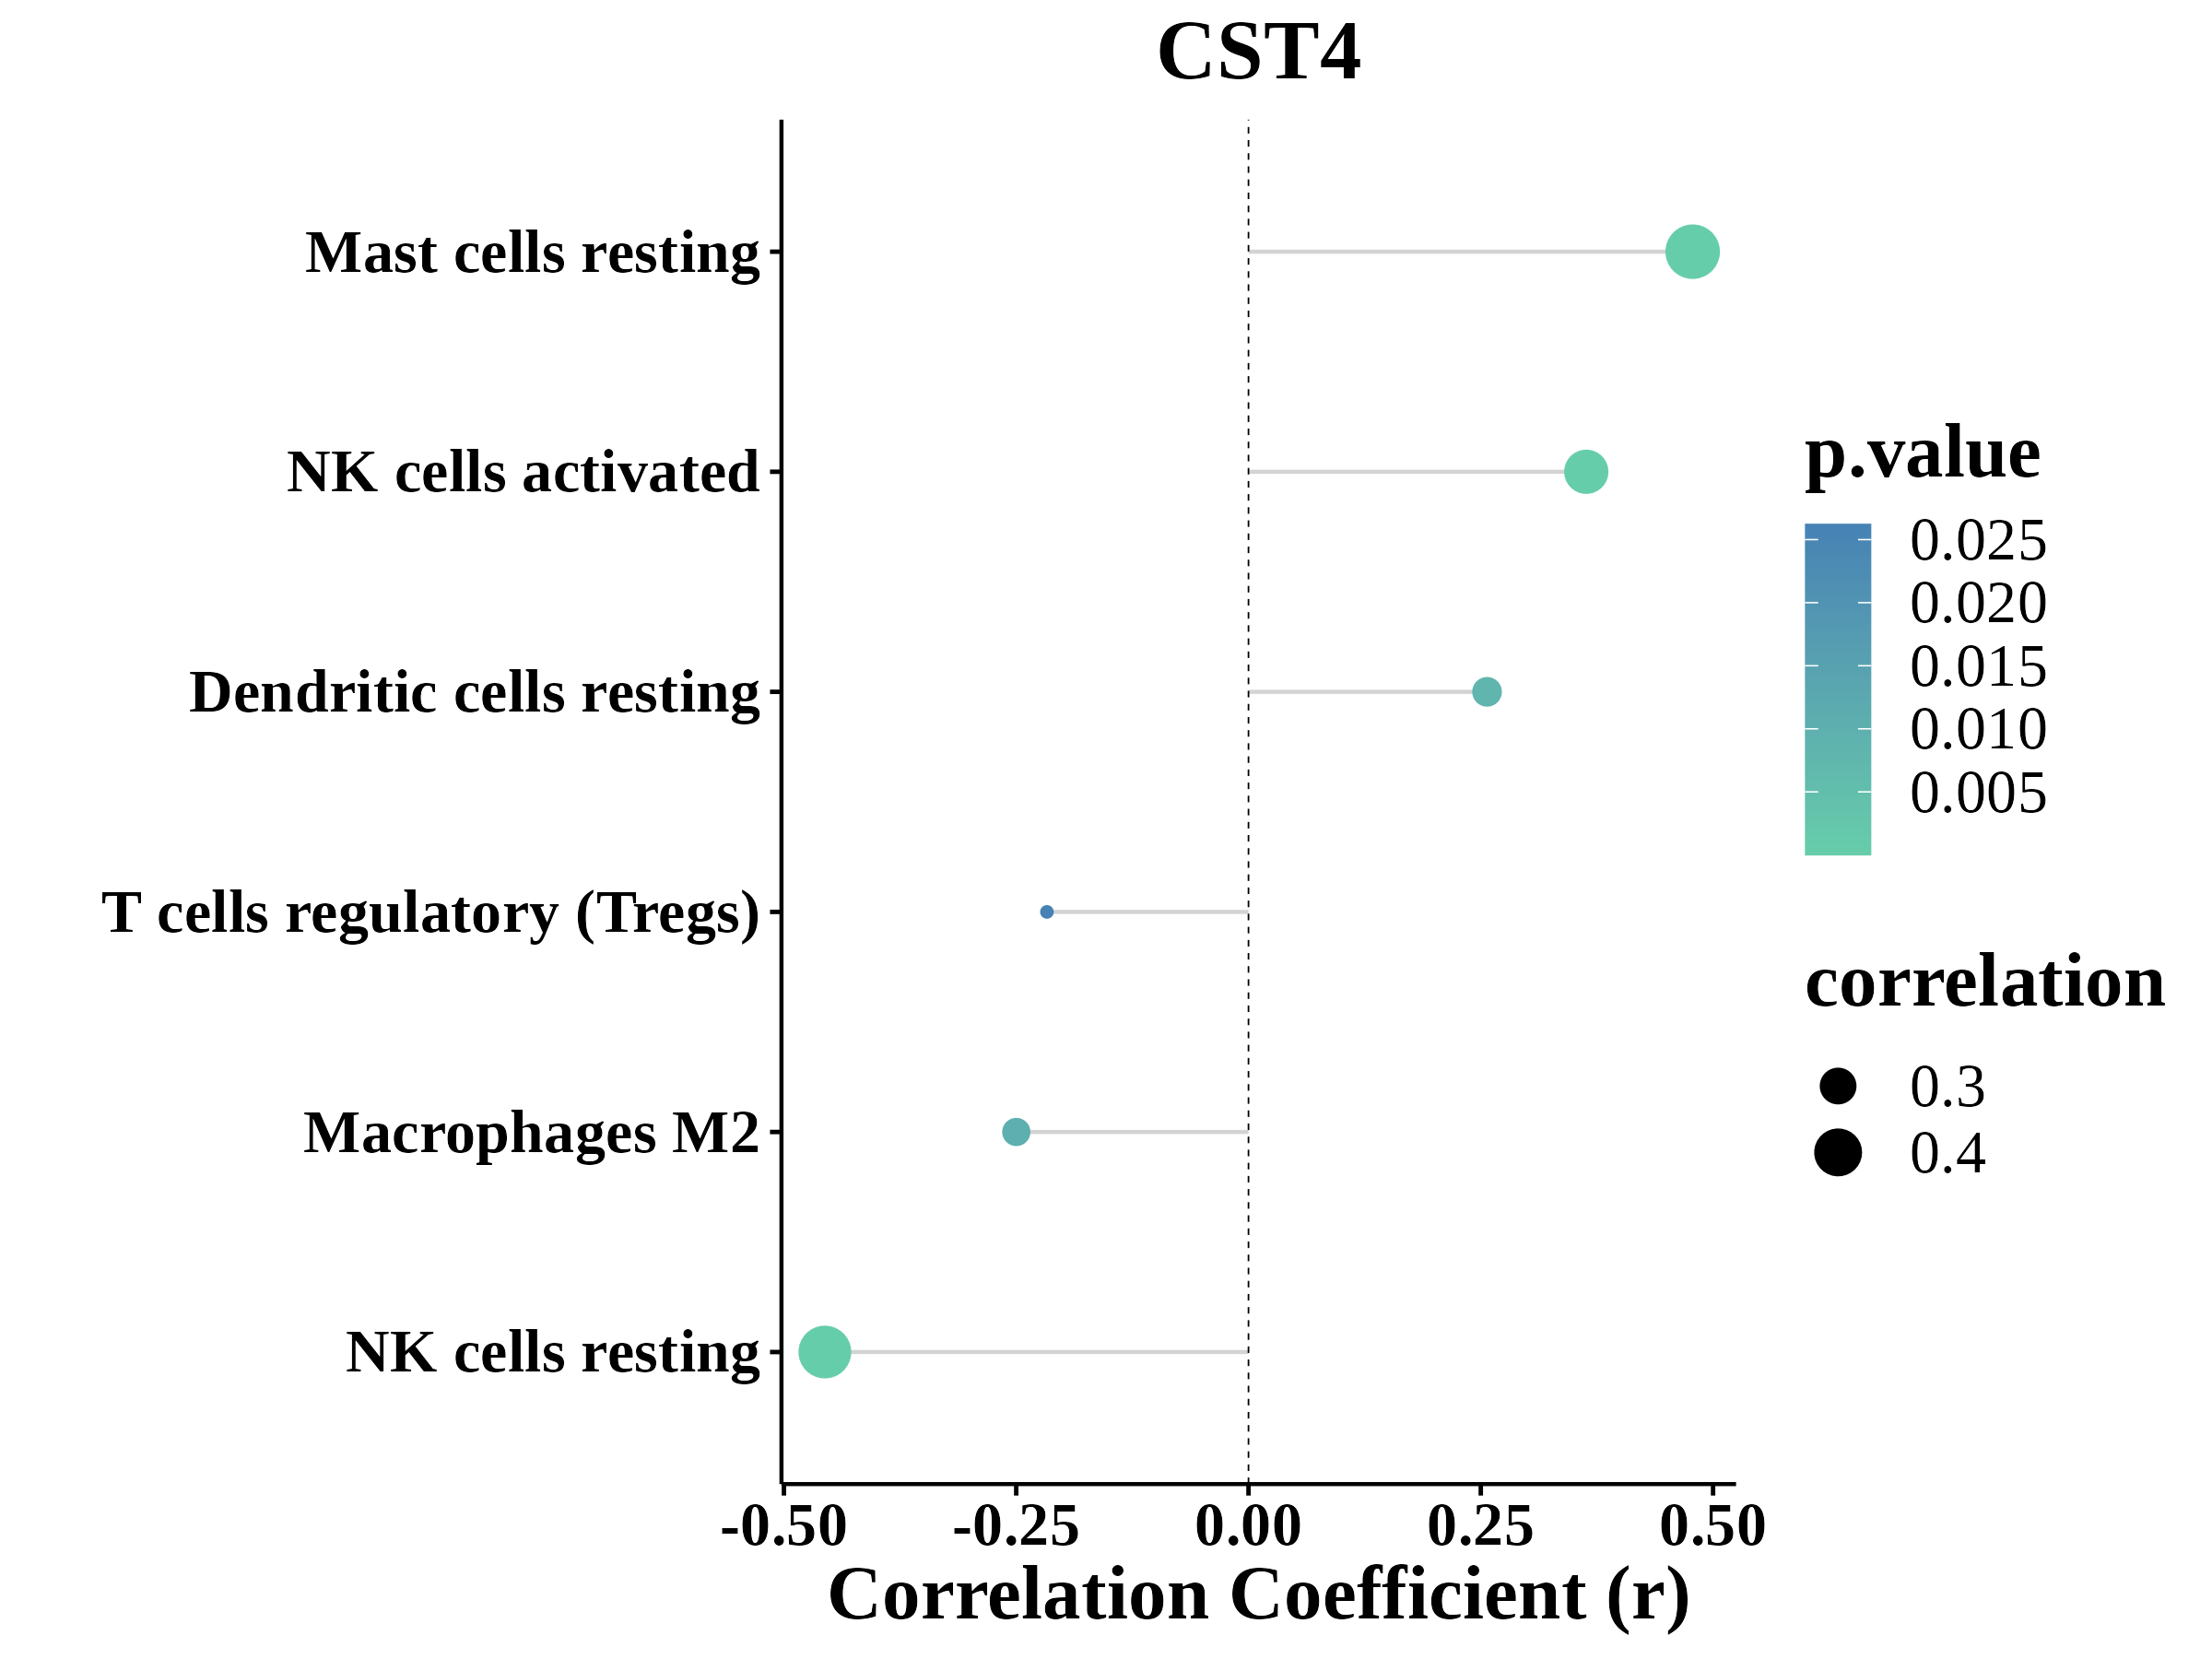 CST4
Mast cells resting
NK cells activated
Dendritic cells resting
T cells regulatory (Tregs)
Macrophages M2
NK cells resting
-0.50 -0.25 0.00 0.25 0.50
Correlation Coefficient (r)
p.value
0.025
0.020
0.015
0.010
0.005
correlation
0.3
0.4